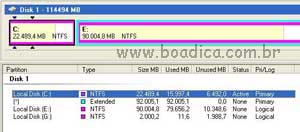 Disk 1 - 114494 MB
C:
22.489,4 MB NTFS
E:
90.004,8 MB NTFS
www.boadica.com.br
Partition Type Size MB Used MB Unused MB Status Pri/Log
Disk 1
Local Disk (C:) NTFS 22.489,4 15.997,4 6.492,0 Active Primary
(*) Extended 92.005,1 92.005,1 0,0 None Primary
Local Disk (E:) NTFS 90.004,8 79.656,2 10.348,6 None Logical
Local Disk (G:) NTFS 2.000,2 11,6 1.988,7 None Logical